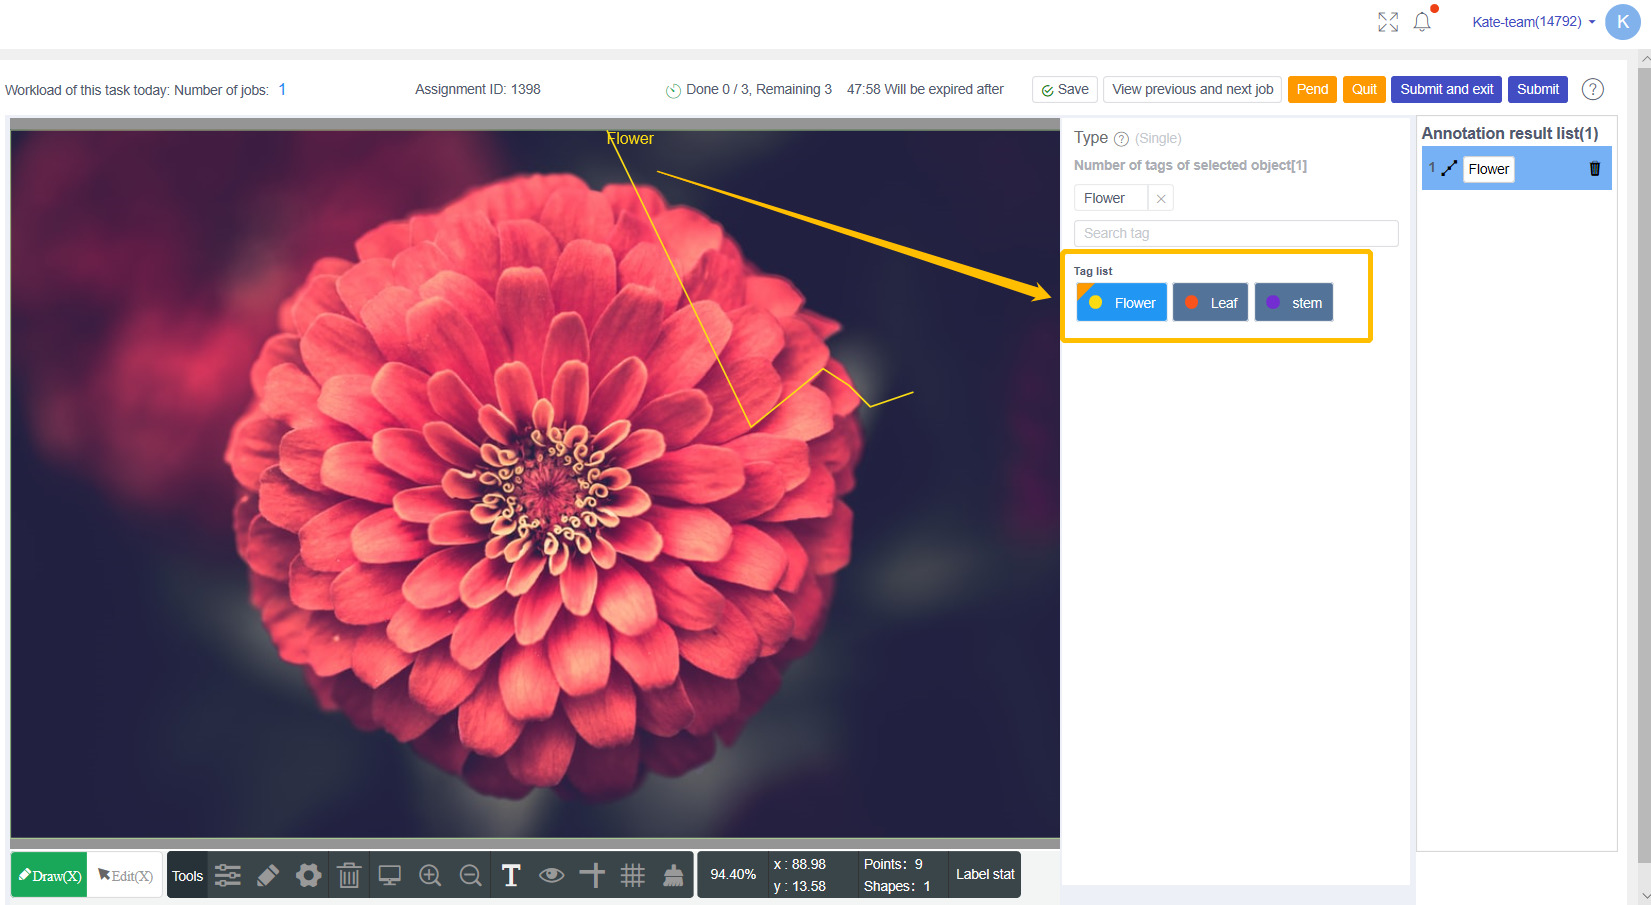 Kate-team(14792)
K
Workload of this task today: Number of jobs: 1
Assignment ID: 1398
Done 0 / 3, Remaining 3
47:58 Will be expired after
Save
View previous and next job
Pend
Quit
Submit and exit
Submit
?
Flower
Type ? (Single)
Number of tags of selected object[1]
Flower ×
Search tag
Tag list
Flower
Leaf
stem
Annotation result list(1)
1 Flower
Draw(X)
Edit(X)
Tools
T
94.40%
x : 88.98
y : 13.58
Points: 9
Shapes: 1
Label stat